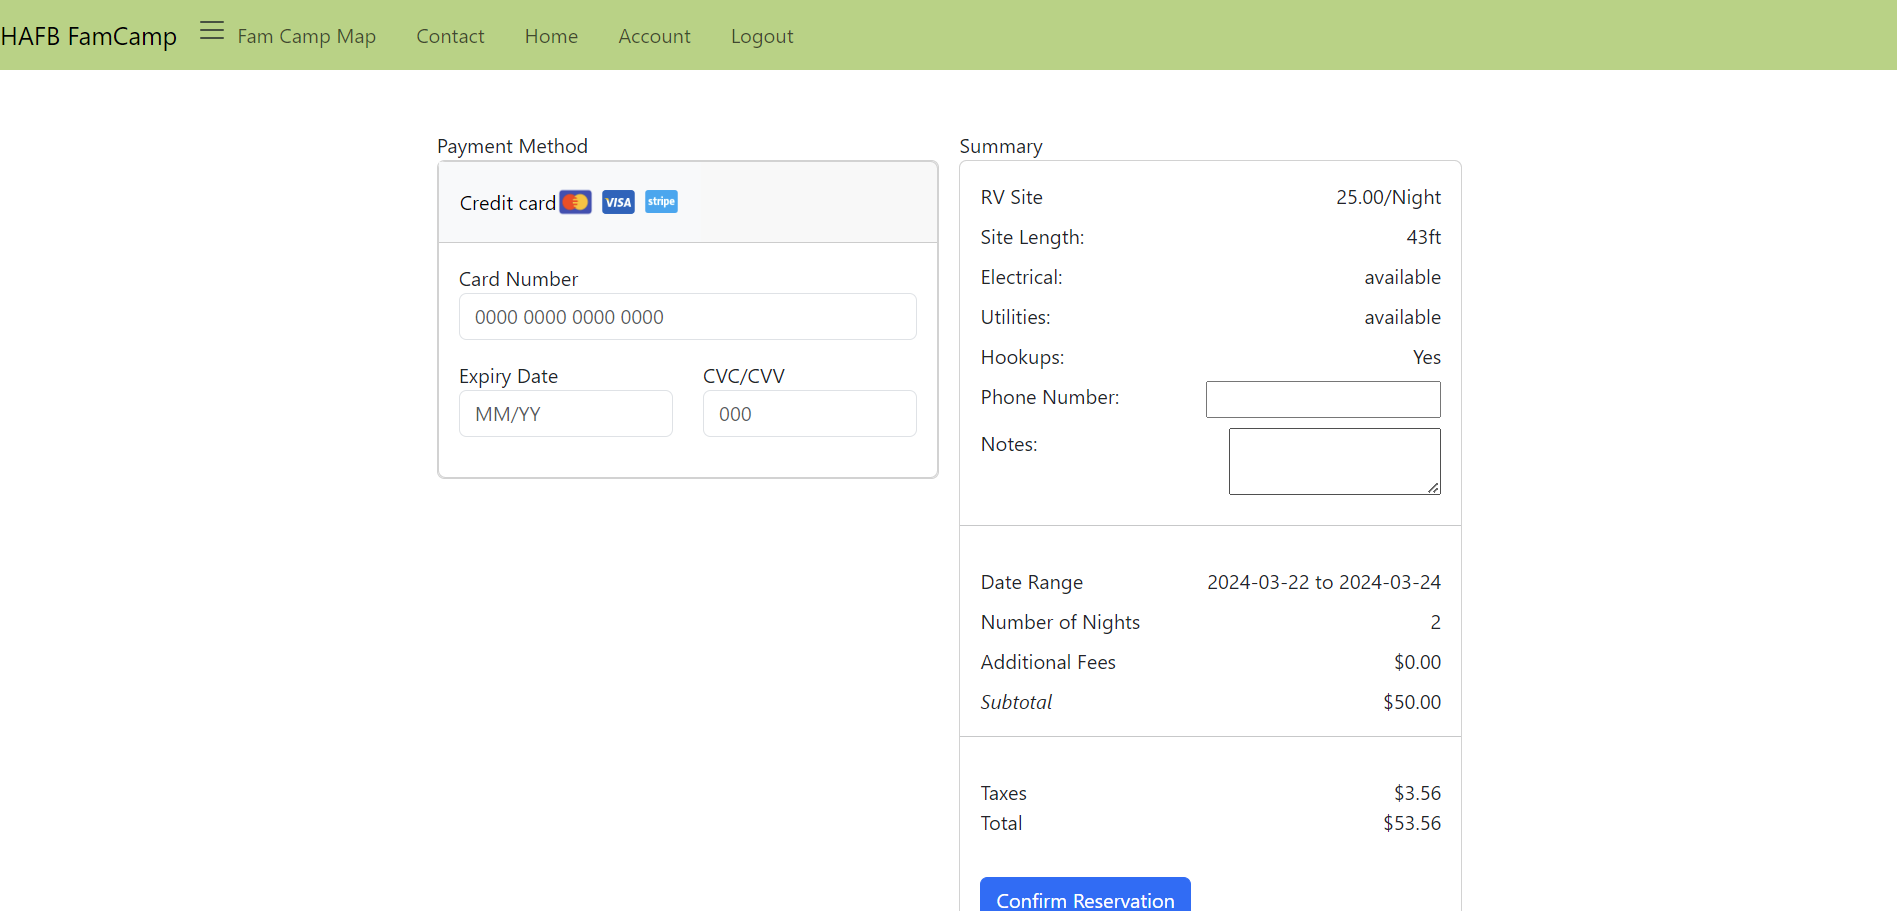 HAFB FamCamp Fam Camp Map Contact Home Account Logout
Payment Method
Credit card VISA stripe
Card Number
0000 0000 0000 0000
Expiry Date CVC/CVV
MM/YY 000
Summary
RV Site 25.00/Night
Site Length: 43ft
Electrical: available
Utilities: available
Hookups: Yes
Phone Number:
Notes:
Date Range 2024-03-22 to 2024-03-24
Number of Nights 2
Additional Fees $0.00
Subtotal $50.00
Taxes $3.56
Total $53.56
Confirm Reservation